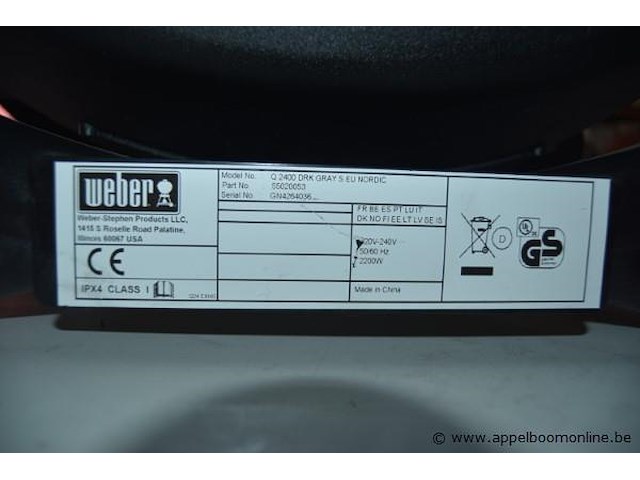 weber
Weber-Stephen Products LLC,
1415 S Roselle Road Palatine,
Illinois 60067 USA
CE
IPX4 CLASS I
Model No. Q 2400 DRK GRAY S EU NORDIC
Part No 55020053
Serial No. GN4264036
FR BE ES PT LU IT
DK NO FI EE LT LV SE IS
220V-240V
50/60 Hz
2200W
Made in China
D
UL
GS
© www.appelboomonline.be